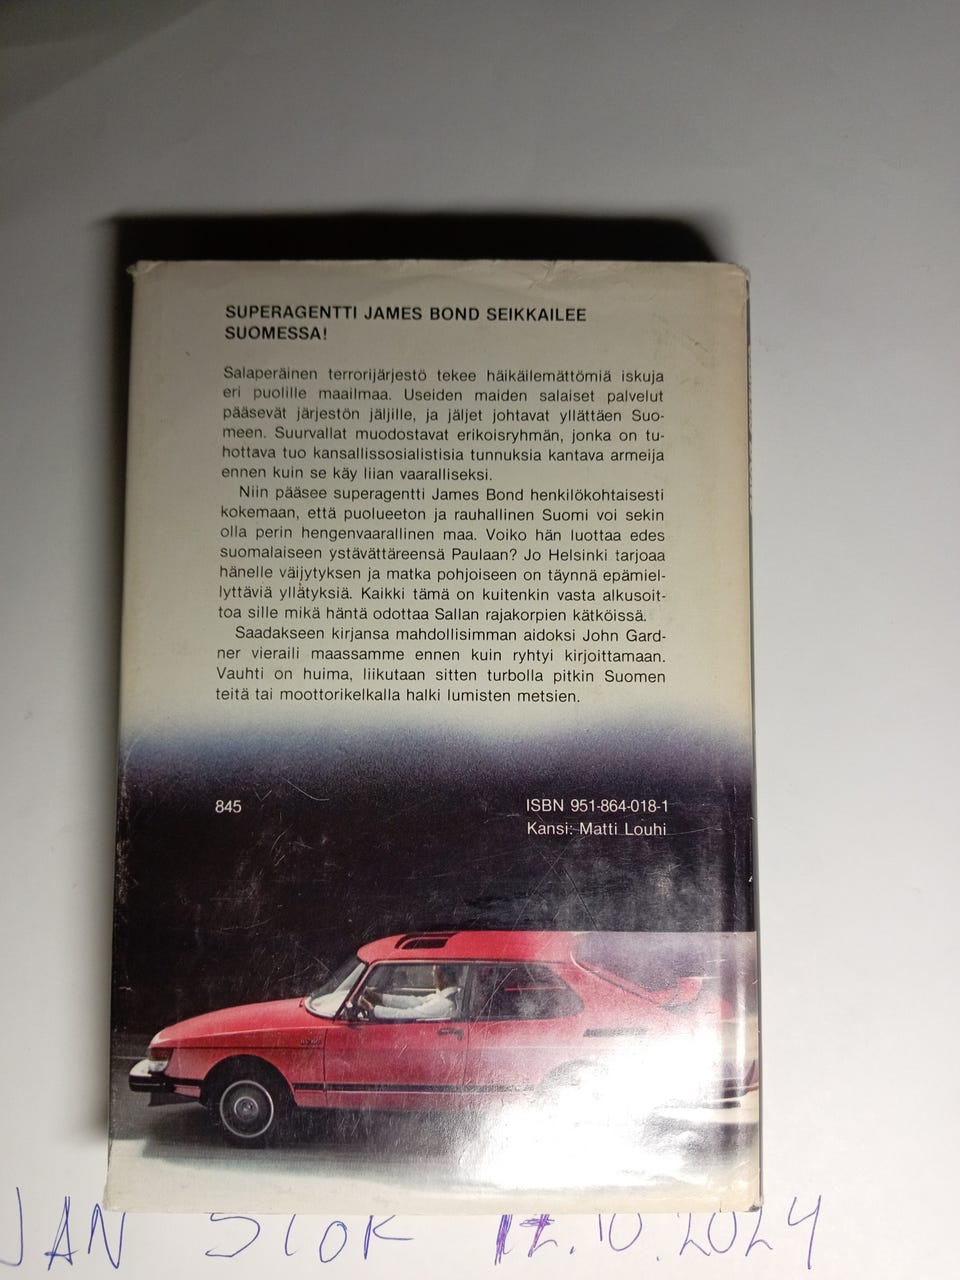 SUPERAGENTTI JAMES BOND SEIKKAILEE
SUOMESSA!
Salaperäinen terrorijärjestö tekee häikäilemättömiä iskuja
eri puolille maailmaa. Useiden maiden salaiset palvelut
pääsevät järjestön jäljille, ja jäljet johtavat yllättäen Suo-
meen. Suurvallat muodostavat erikoisryhmän, jonka on tu-
hottava tuo kansallissosialistisia tunnuksia kantava armeija
ennen kuin se käy liian vaaralliseksi.
Niin pääsee superagentti James Bond henkilökohtaisesti
kokemaan, että puolueeton ja rauhallinen Suomi voi sekin
olla perin hengenvaarallinen maa. Voiko hän luottaa edes
suomalaiseen ystävättäreensä Paulaan? Jo Helsinki tarjoaa
hänelle väijytyksen ja matka pohjoiseen on täynnä epämiel-
lyttäviä yllätyksiä. Kaikki tämä on kuitenkin vasta alkusoit-
toa sille mikä häntä odottaa Sallan rajakorpien kätköissä.
Saadakseen kirjansa mahdollisimman aidoksi John Gard-
ner vieraili maassamme ennen kuin ryhtyi kirjoittamaan.
Vauhti on huima, liikutaan sitten turbolla pitkin Suomen
teitä tai moottorikelkalla halki lumisten metsien.
845
ISBN 951-864-018-1
Kansi: Matti Louhi
JAN STOK 12.10.2024